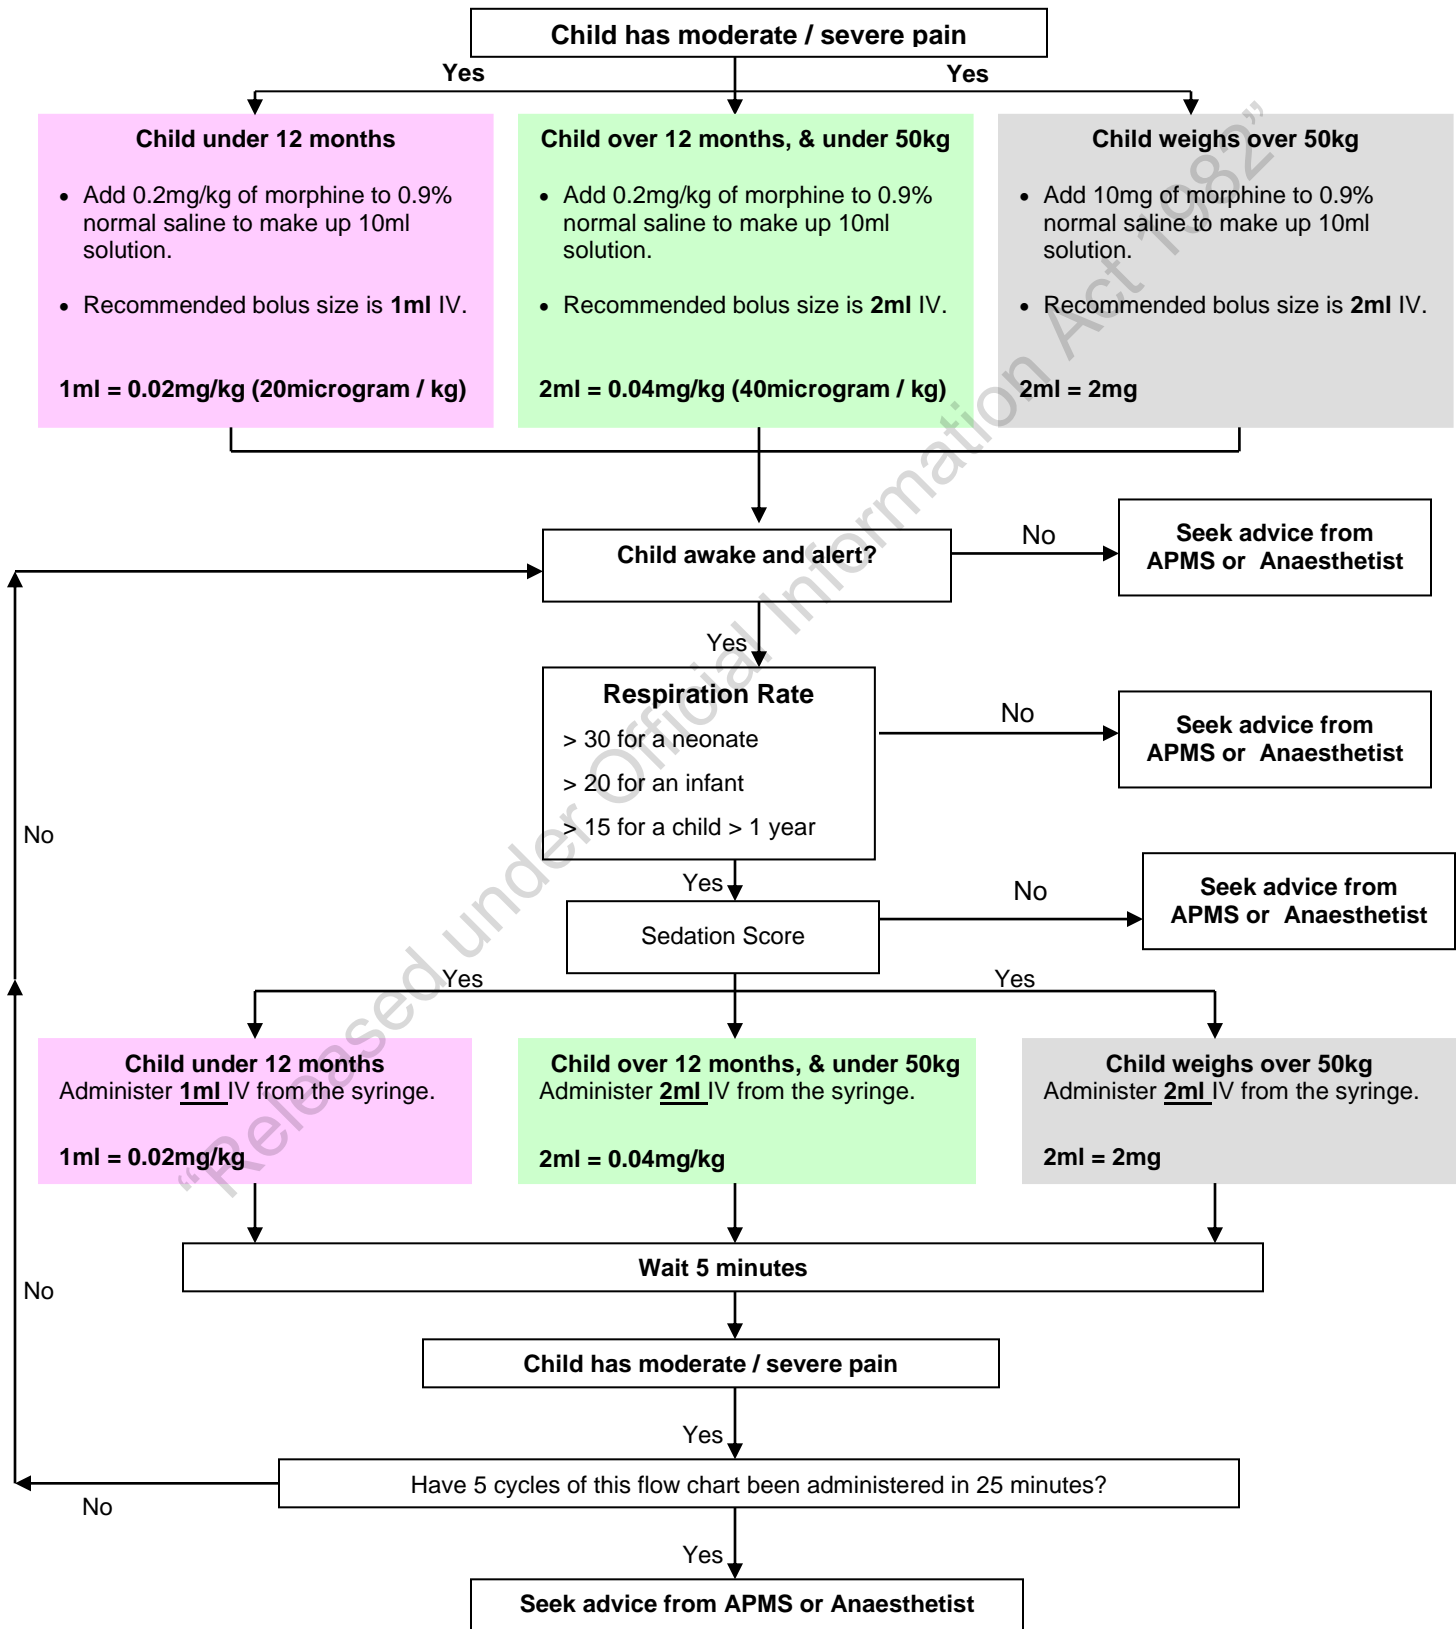 Child has moderate / severe pain
Yes
Yes
Child under 12 months
• Add 0.2mg/kg of morphine to 0.9%
normal saline to make up 10ml
solution.
• Recommended bolus size is 1ml IV.
1ml = 0.02mg/kg (20microgram / kg)
Child over 12 months, & under 50kg
• Add 0.2mg/kg of morphine to 0.9%
normal saline to make up 10ml
solution.
• Recommended bolus size is 2ml IV.
2ml = 0.04mg/kg (40microgram / kg)
Child weighs over 50kg
• Add 10mg of morphine to 0.9%
normal saline to make up 10ml
solution.
• Recommended bolus size is 2ml IV.
2ml = 2mg
Child awake and alert?
No
Seek advice from
APMS or Anaesthetist
Yes
Respiration Rate
> 30 for a neonate
> 20 for an infant
> 15 for a child > 1 year
No
Seek advice from
APMS or Anaesthetist
No
Yes
Sedation Score
No
Seek advice from
APMS or Anaesthetist
Yes
Yes
Child under 12 months
Administer 1ml IV from the syringe.
1ml = 0.02mg/kg
Child over 12 months, & under 50kg
Administer 2ml IV from the syringe.
2ml = 0.04mg/kg
Child weighs over 50kg
Administer 2ml IV from the syringe.
2ml = 2mg
Wait 5 minutes
No
Child has moderate / severe pain
Yes
Have 5 cycles of this flow chart been administered in 25 minutes?
No
Yes
Seek advice from APMS or Anaesthetist
“Released under Official Information Act 1982”